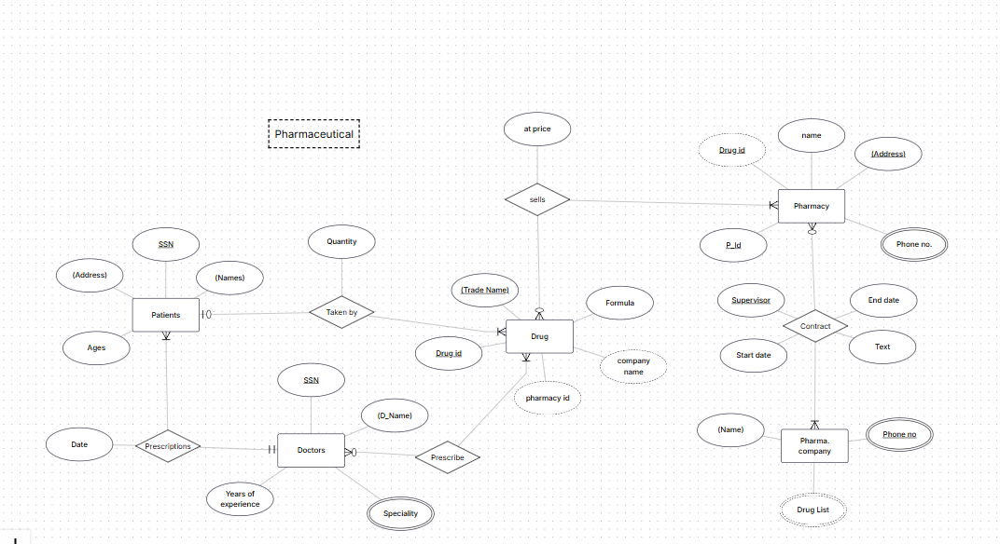 at price
Pharmaceutical
name
Drug id
(Address)
sells
Pharmacy
Quantity
SSN
P_Id
Phone no.
(Address)
(Names)
(Trade Name)
Formula
Supervisor
End date
Patients
Taken by
Contract
Drug
Ages
Drug id
company
name
Start date
Text
SSN
pharmacy id
(D_Name)
(Name)
Phone no
Date
Prescriptions
Doctors
Prescribe
Pharma.
company
Years of
experience
Speciality
Drug List